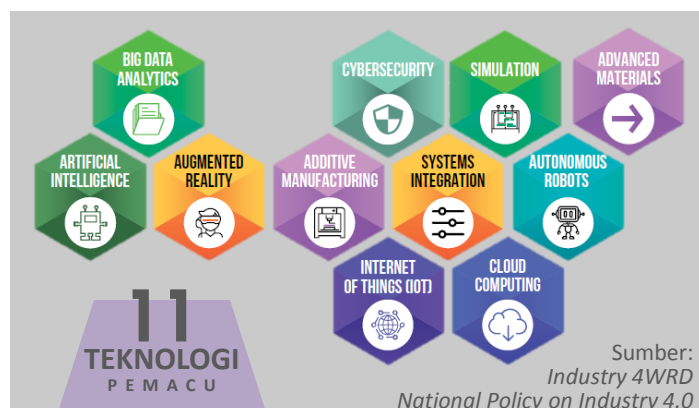 BIG DATA
ANALYTICS
CYBERSECURITY
SIMULATION
ADVANCED
MATERIALS
ARTIFICIAL
INTELLIGENCE
AUGMENTED
REALITY
ADDITIVE
MANUFACTURING
SYSTEMS
INTEGRATION
AUTONOMOUS
ROBOTS
INTERNET
OF THINGS (IOT)
CLOUD
COMPUTING
11
TEKNOLOGI
PEMACU
Sumber:
Industry 4WRD
National Policy on Industry 4.0